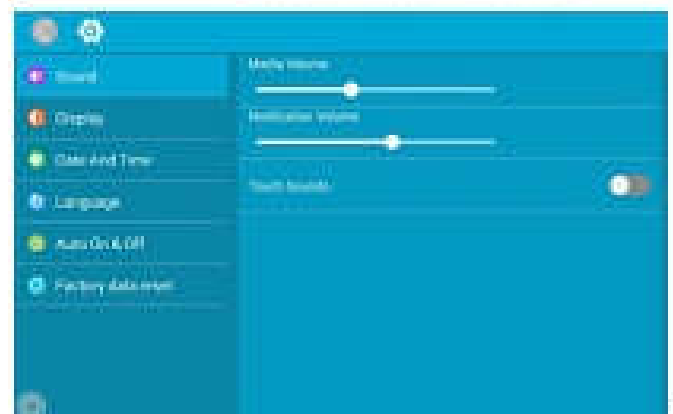 Sound
Display
Date And Time
Language
Auto On & Off
Factory data reset
Media Volume
Notification Volume
Touch Sounds